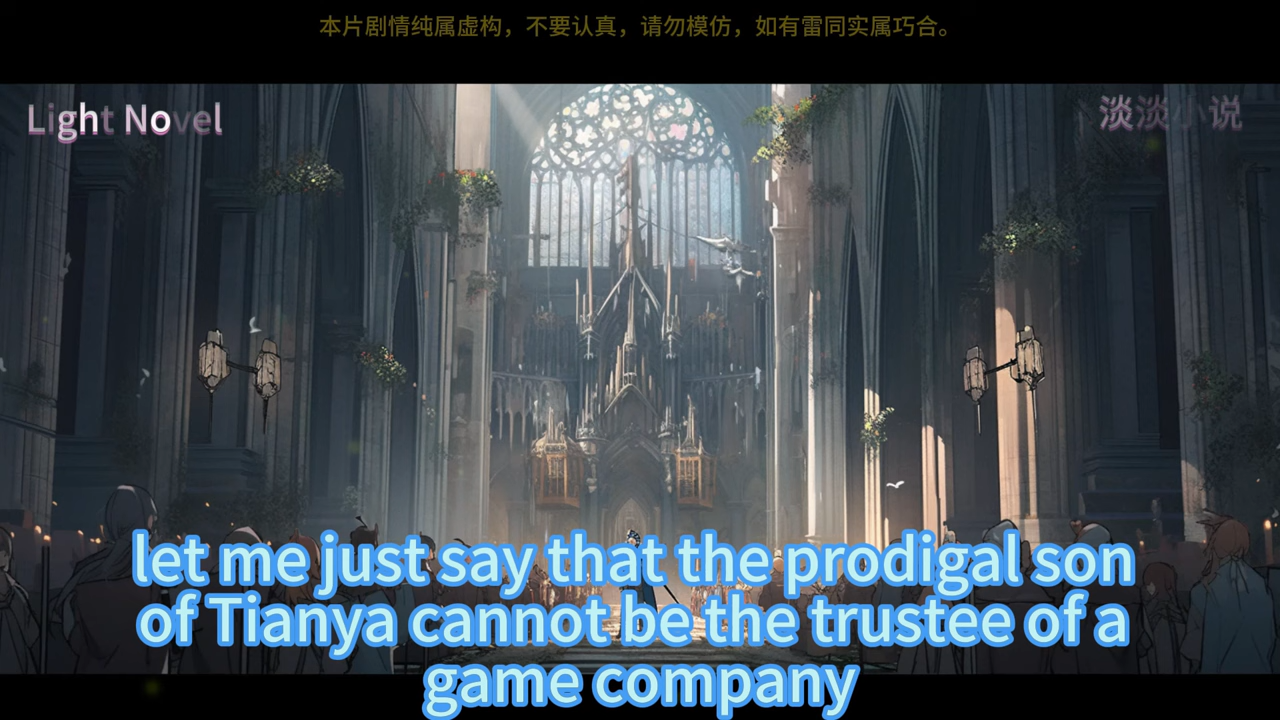 本片剧情纯属虚构，不要认真，请勿模仿，如有雷同实属巧合。
Light Novel
淡淡小说
let me just say that the prodigal son
of Tianya cannot be the trustee of a
game company